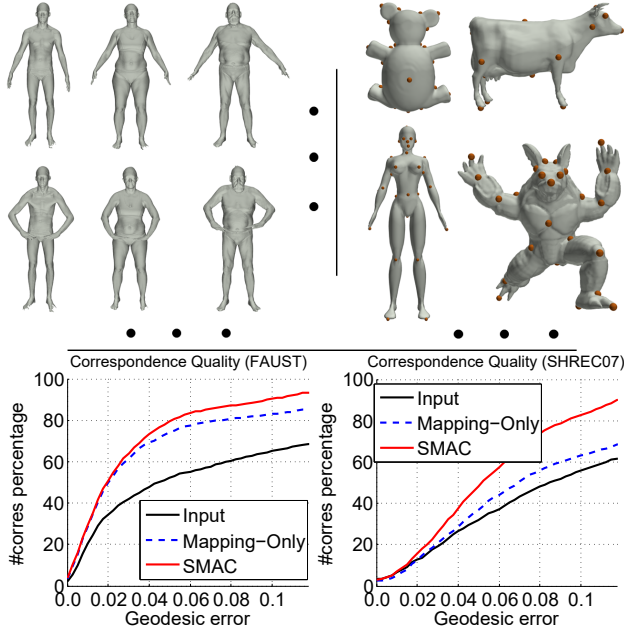 Correspondence Quality (FAUST)
100
80
60
40
20
0
#corres percentage
0.0 0.02 0.04 0.06 0.08 0.1
Geodesic error
Input
Mapping-Only
SMAC
Correspondence Quality (SHREC07)
100
80
60
40
20
0
#corres percentage
0.0 0.02 0.04 0.06 0.08 0.1
Geodesic error
Input
Mapping-Only
SMAC